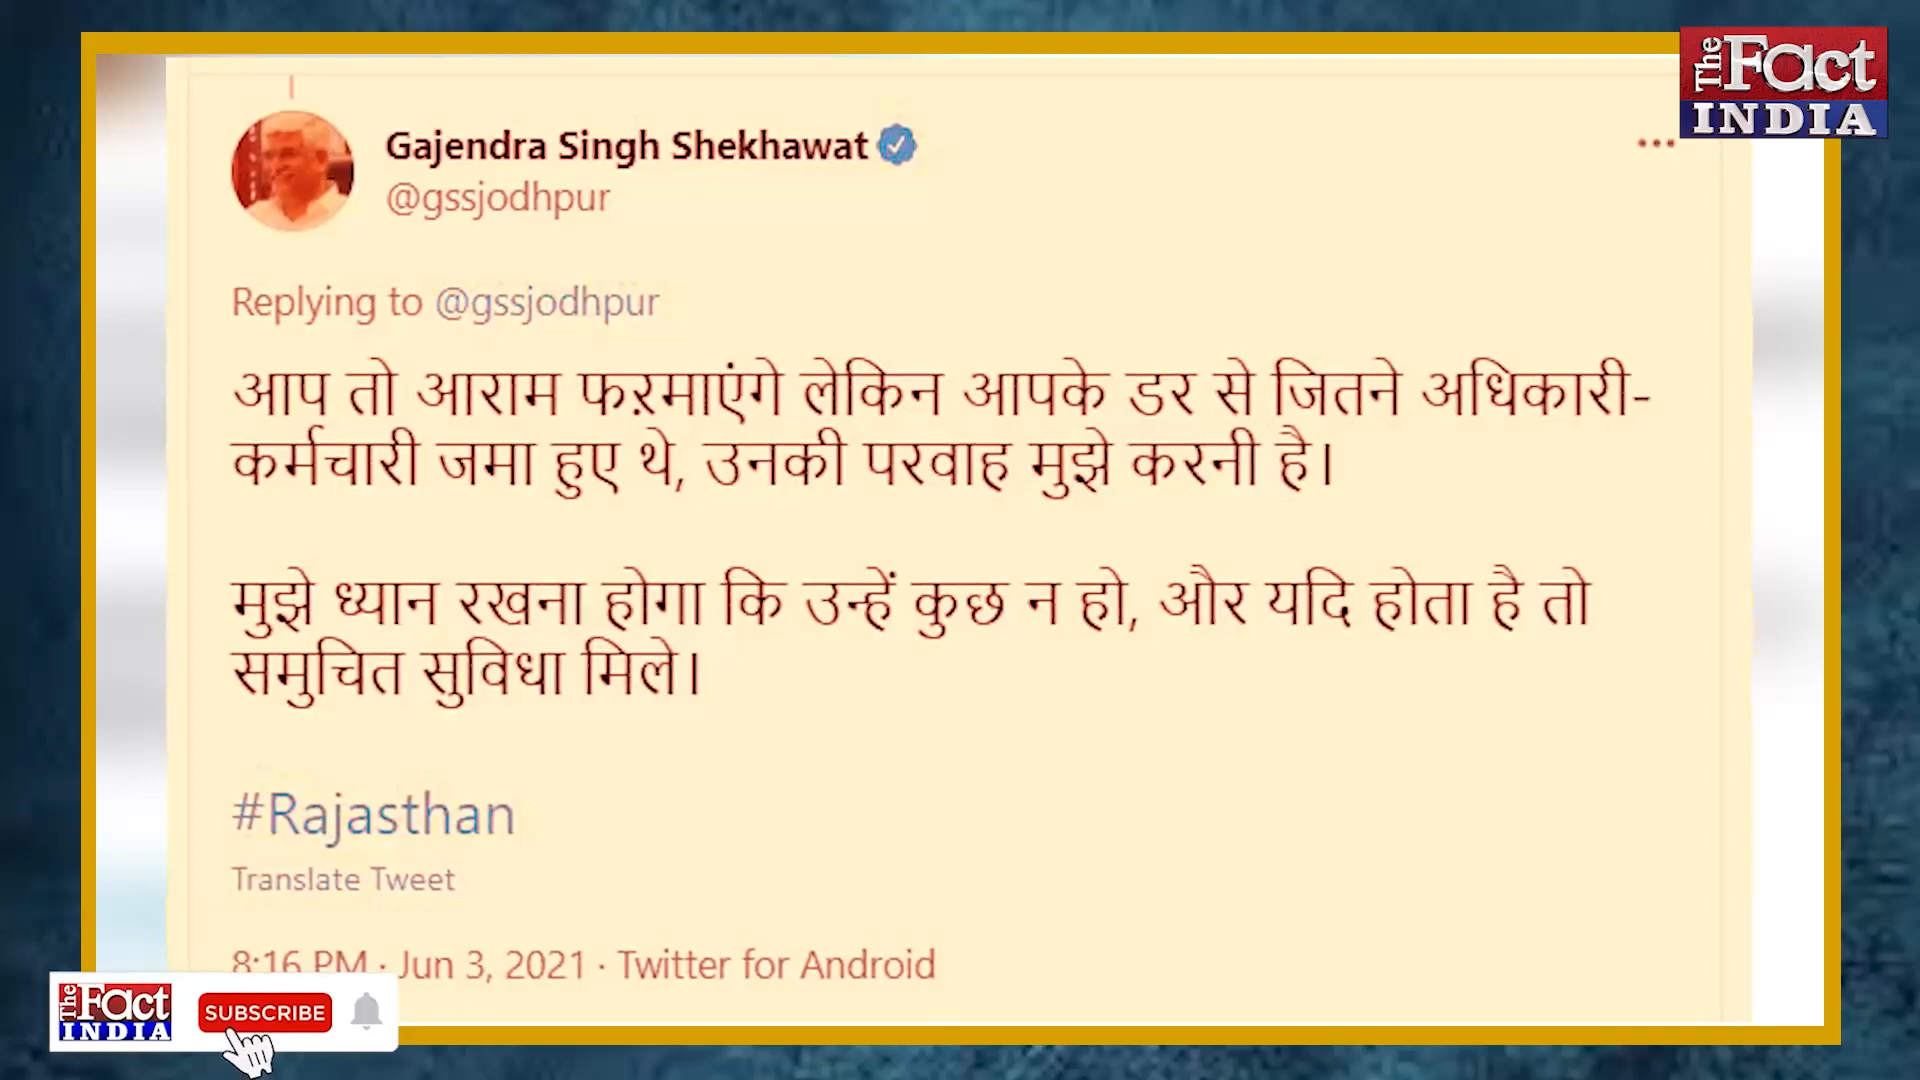 The Fact
INDIA
Gajendra Singh Shekhawat
@gssjodhpur
Replying to @gssjodhpur
आप तो आराम फऱमाएंगे लेकिन आपके डर से जितने अधिकारी-
कर्मचारी जमा हुए थे, उनकी परवाह मुझे करनी है।
मुझे ध्यान रखना होगा कि उन्हें कुछ न हो, और यदि होता है तो
समुचित सुविधा मिले।
#Rajasthan
Translate Tweet
8:16 PM · Jun 3, 2021 · Twitter for Android
The Fact
INDIA
SUBSCRIBE